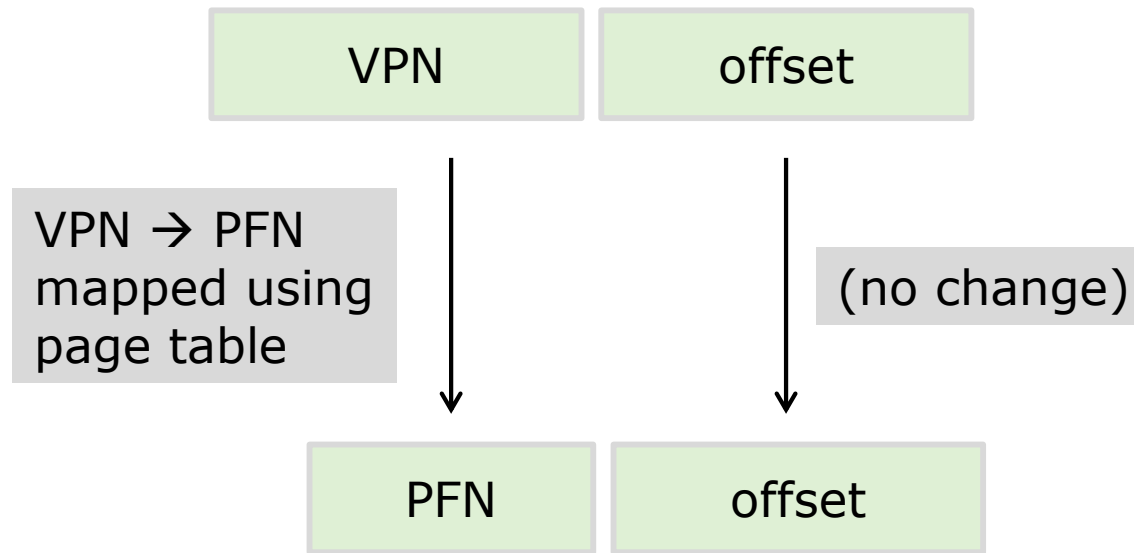 VPN offset
VPN → PFN
mapped using
page table
(no change)
PFN offset